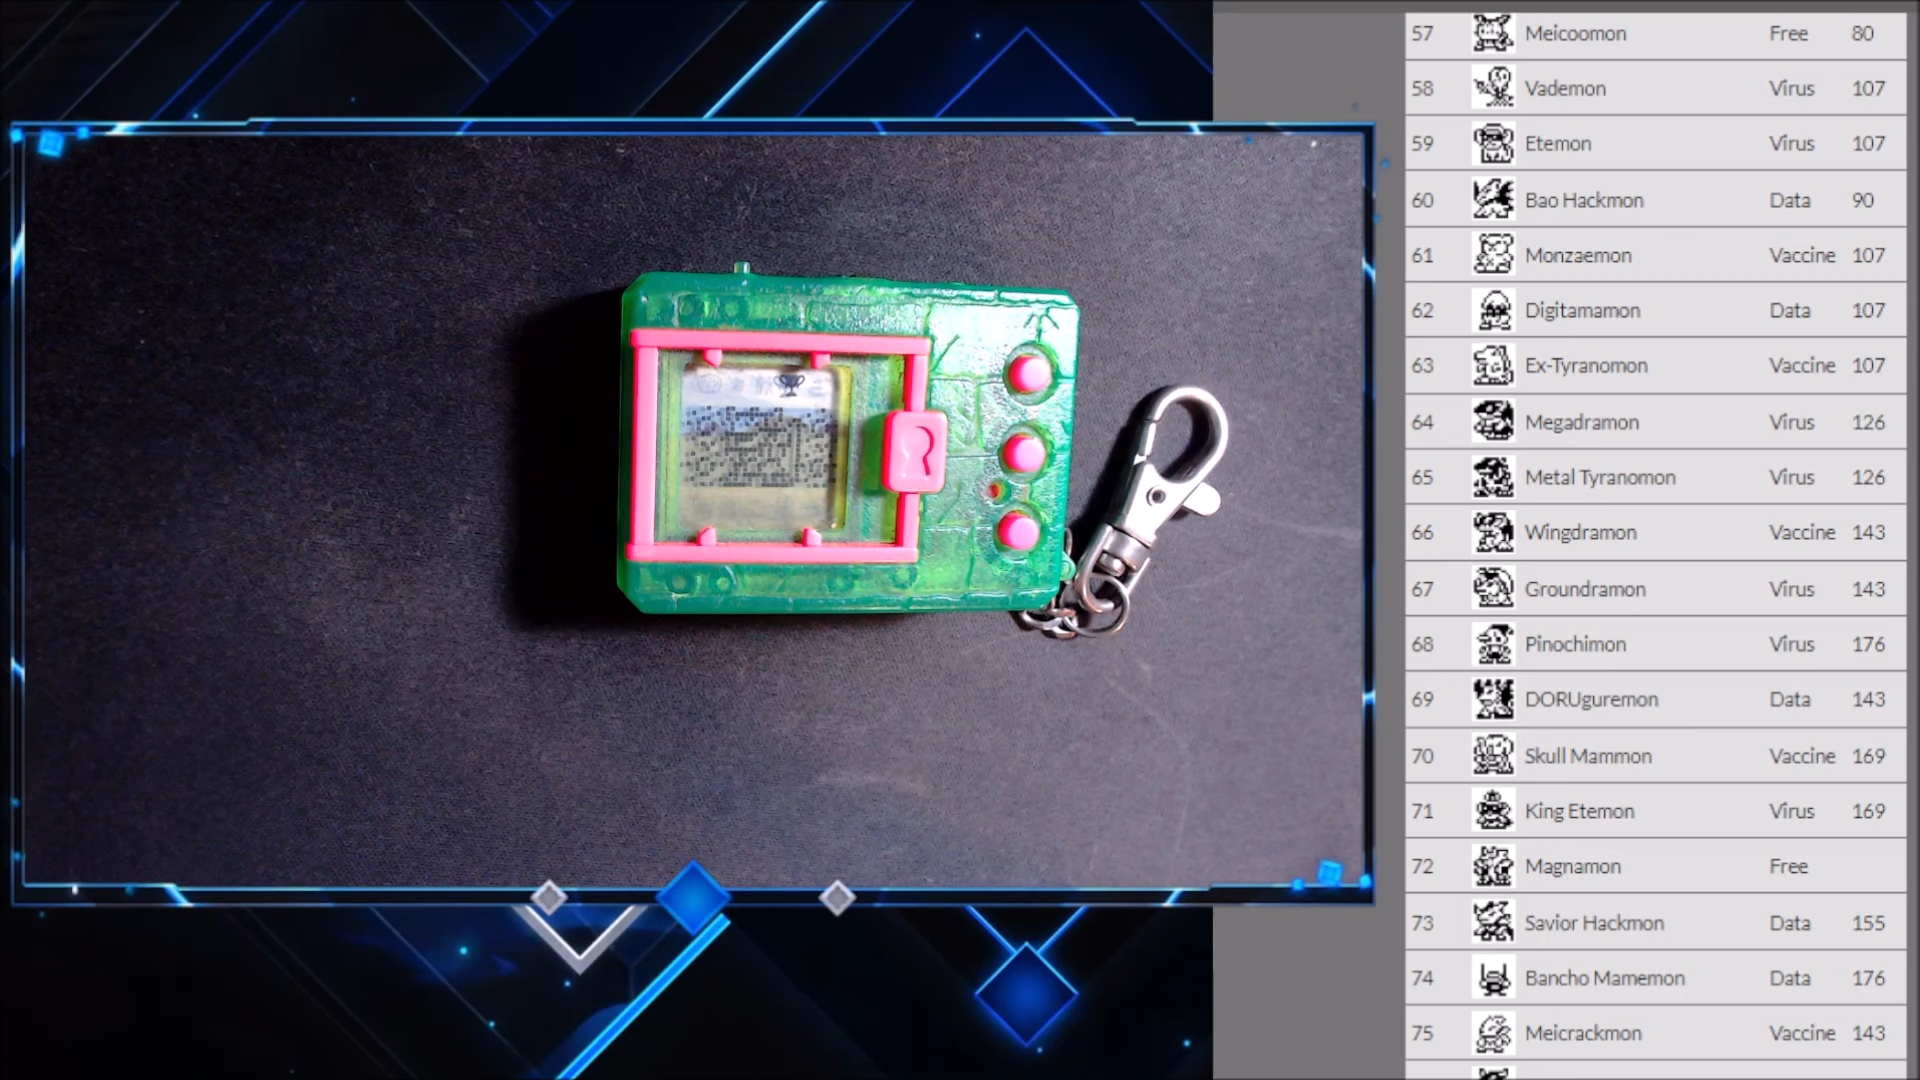 57 Meicoomon Free 80
58 Vademon Virus 107
59 Etemon Virus 107
60 Bao Hackmon Data 90
61 Monzaemon Vaccine 107
62 Digitamamon Data 107
63 Ex-Tyranomon Vaccine 107
64 Megadramon Virus 126
65 Metal Tyranomon Virus 126
66 Wingdramon Vaccine 143
67 Groundramon Virus 143
68 Pinochimon Virus 176
69 DORUguremon Data 143
70 Skull Mammon Vaccine 169
71 King Etemon Virus 169
72 Magnamon Free
73 Savior Hackmon Data 155
74 Bancho Mamemon Data 176
75 Meicrackmon Vaccine 143